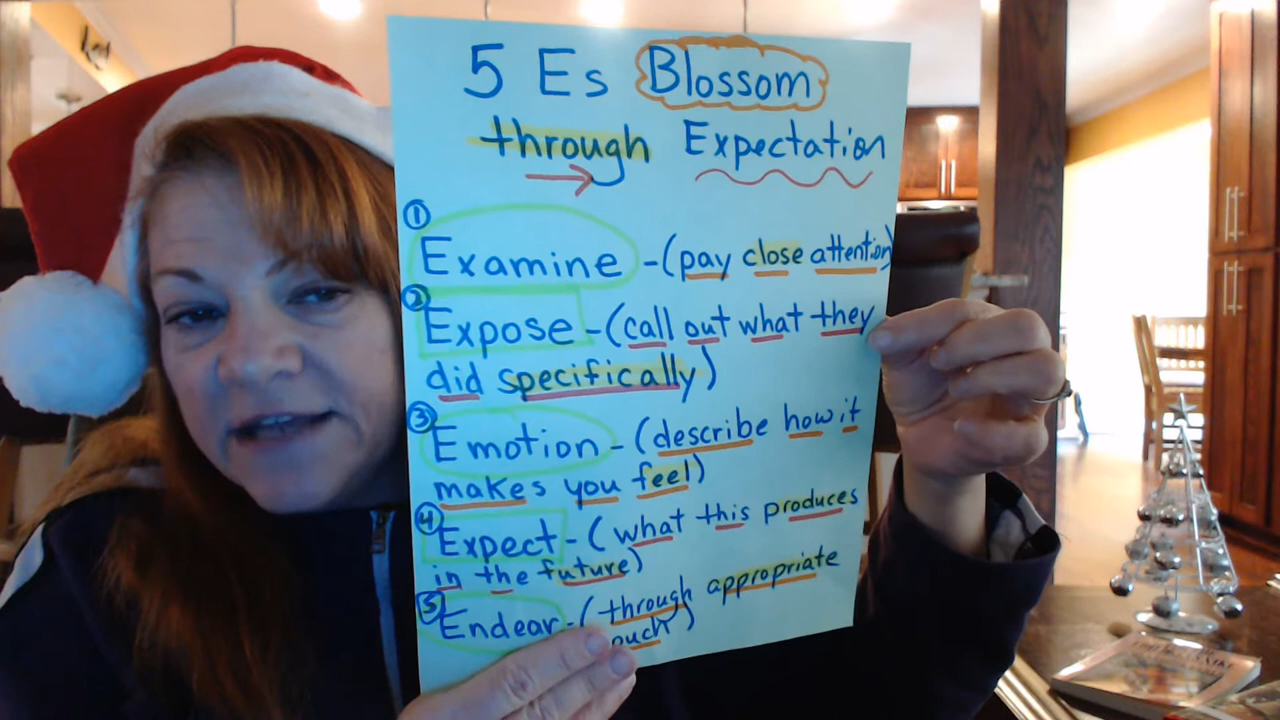 5 Es Blossom
through Expectation
① Examine - (pay close attention)
② Expose - (call out what they
did specifically)
③ Emotion - (describe how it
makes you feel)
④ Expect - (what this produces
in the future)
⑤ Endear - (through appropriate